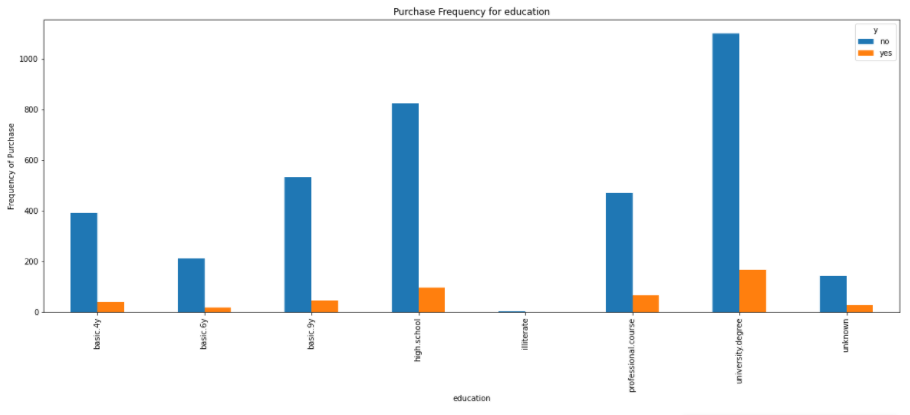 Purchase Frequency for education
y
no
yes
Frequency of Purchase
1000
800
600
400
200
0
basic.4y
basic.6y
basic.9y
high.school
illiterate
professional.course
university.degree
unknown
education